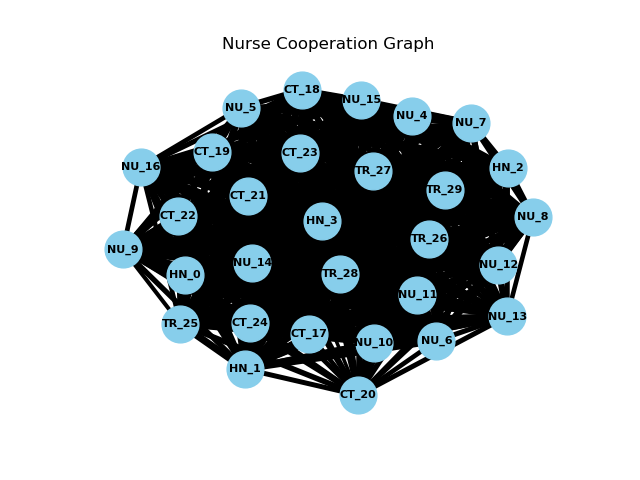 Nurse Cooperation Graph
CT_18
NU_15
NU_5
NU_4
NU_7
CT_19
CT_23
NU_16
HN_2
TR_27
TR_29
CT_21
CT_22
NU_8
HN_3
TR_26
NU_9
NU_14
NU_12
HN_0
TR_28
NU_11
NU_13
TR_25
CT_24
CT_17
NU_10
NU_6
HN_1
CT_20